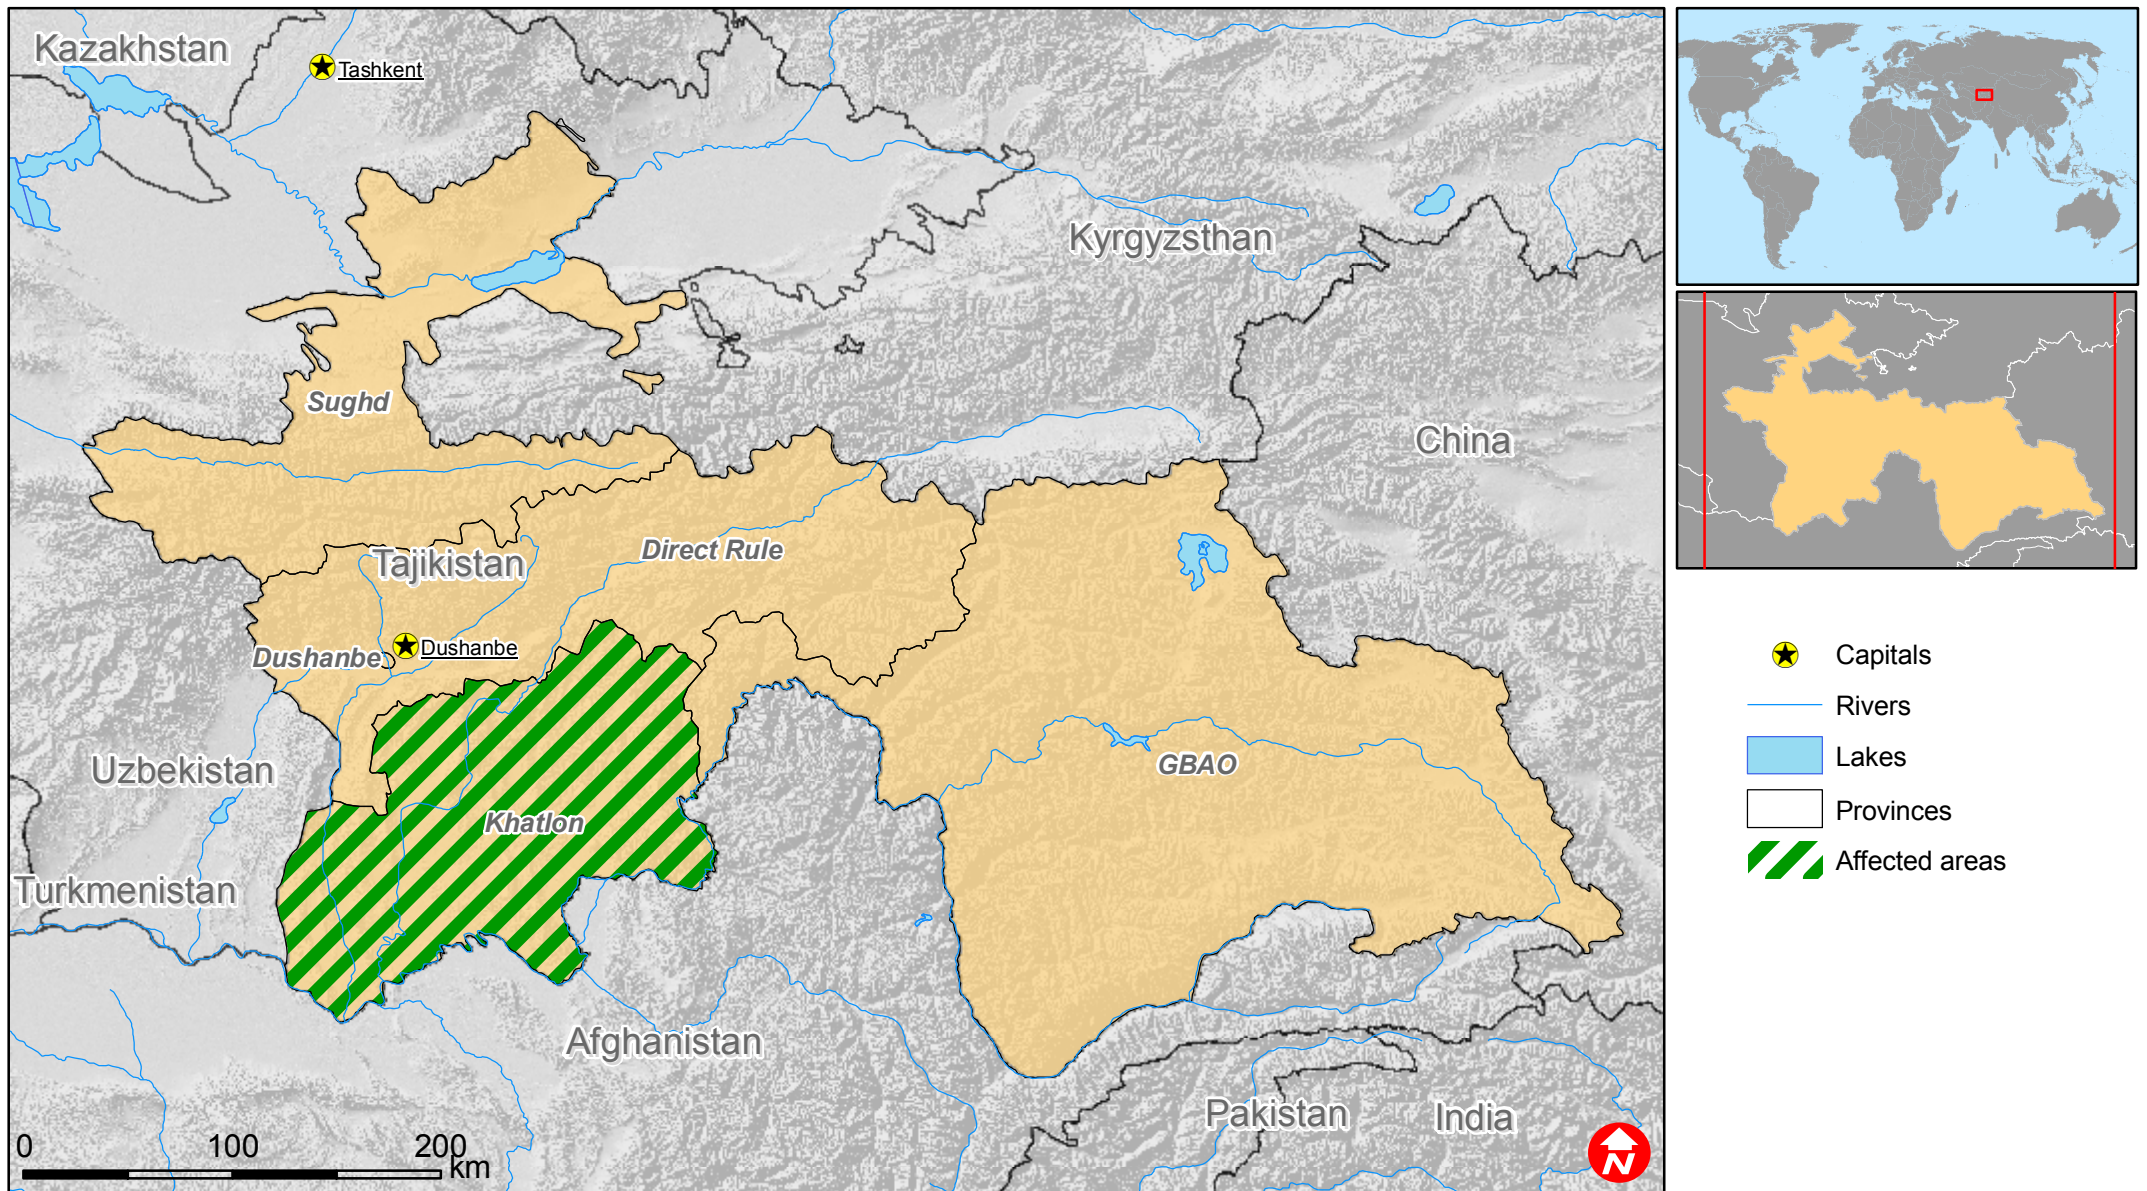 Kazakhstan
Tashkent
Kyrgyzsthan
Sughd
China
Direct Rule
Tajikistan
Dushanbe
Dushanbe
Uzbekistan
GBAO
Khatlon
Turkmenistan
Afghanistan
Pakistan
India
0 100 200
km
N
Capitals
Rivers
Lakes
Provinces
Affected areas